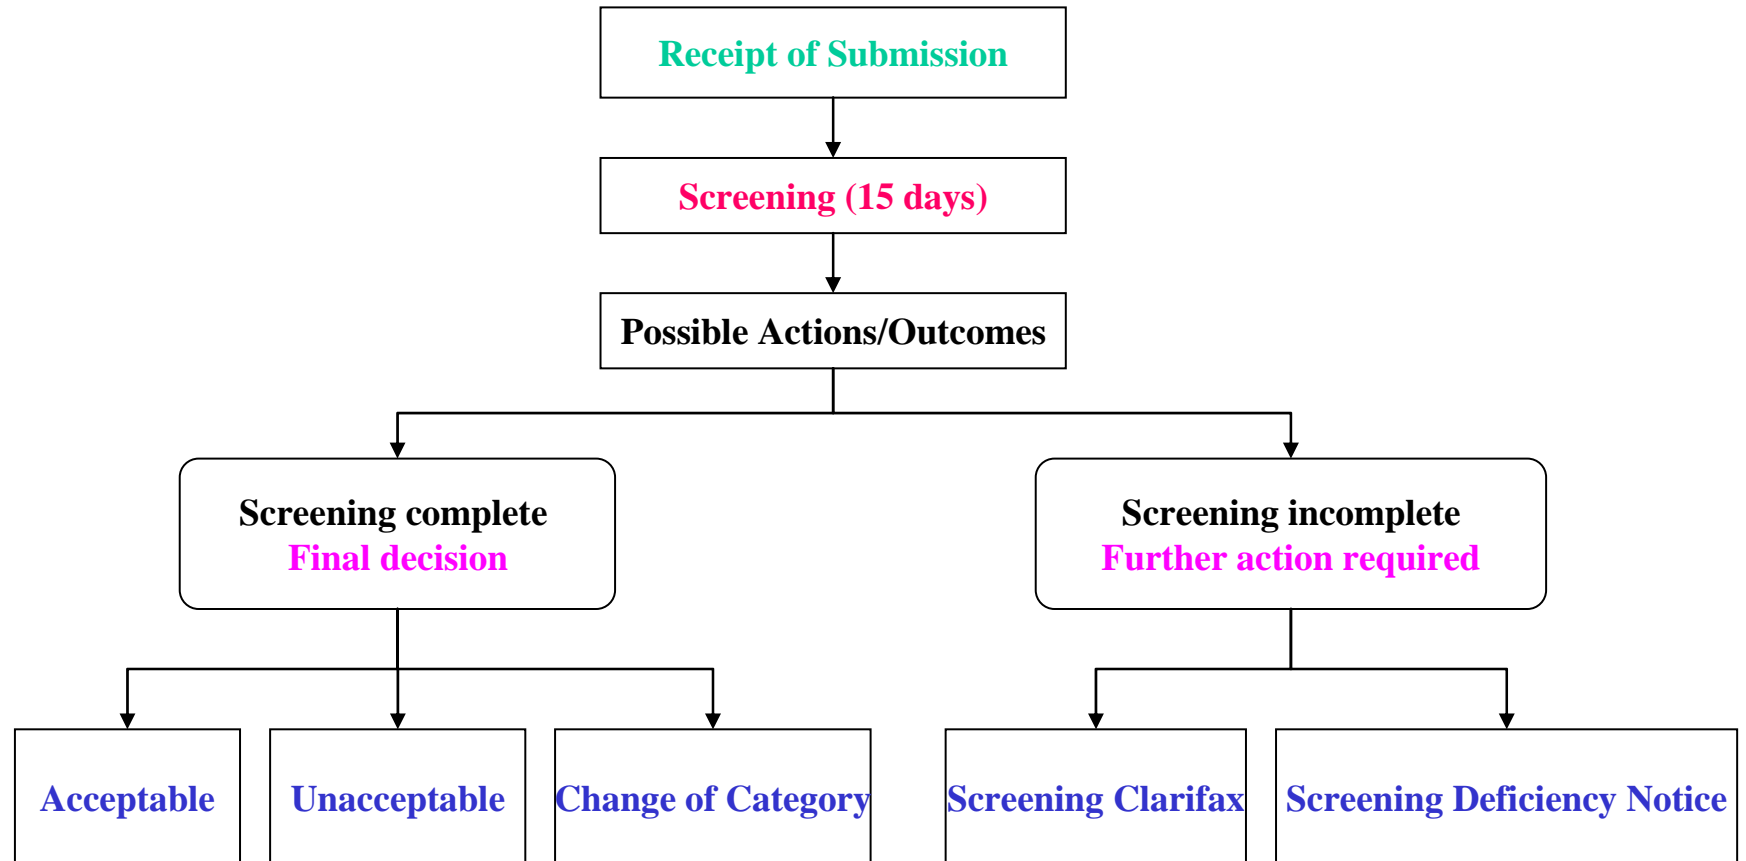 Receipt of Submission
Screening (15 days)
Possible Actions/Outcomes
Screening complete
Final decision
Screening incomplete
Further action required
Acceptable
Unacceptable
Change of Category
Screening Clarifax
Screening Deficiency Notice